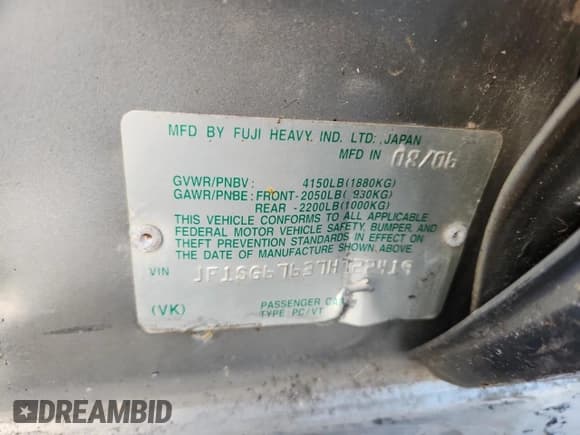 MFD BY FUJI HEAVY. IND. LTD: JAPAN
MFD IN 08/06
GVWR/PNBV: 4150LB(1880KG)
GAWR/PNBE: FRONT-2050LB( 930KG)
REAR -2200LB(1000KG)
THIS VEHICLE CONFORMS TO ALL APPLICABLE
FEDERAL MOTOR VEHICLE SAFETY, BUMPER, AND
THEFT PREVENTION STANDARDS IN EFFECT ON
THE DATE OF MANUFACTURE SHOWN ABOVE.
VIN
(VK)
PASSENGER CAR
TYPE: PC/VT
DREAMBID